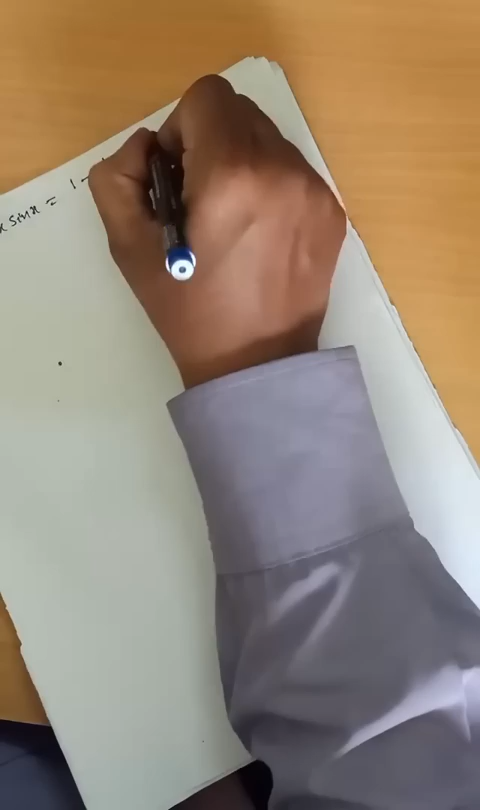 x sinx = 1 -